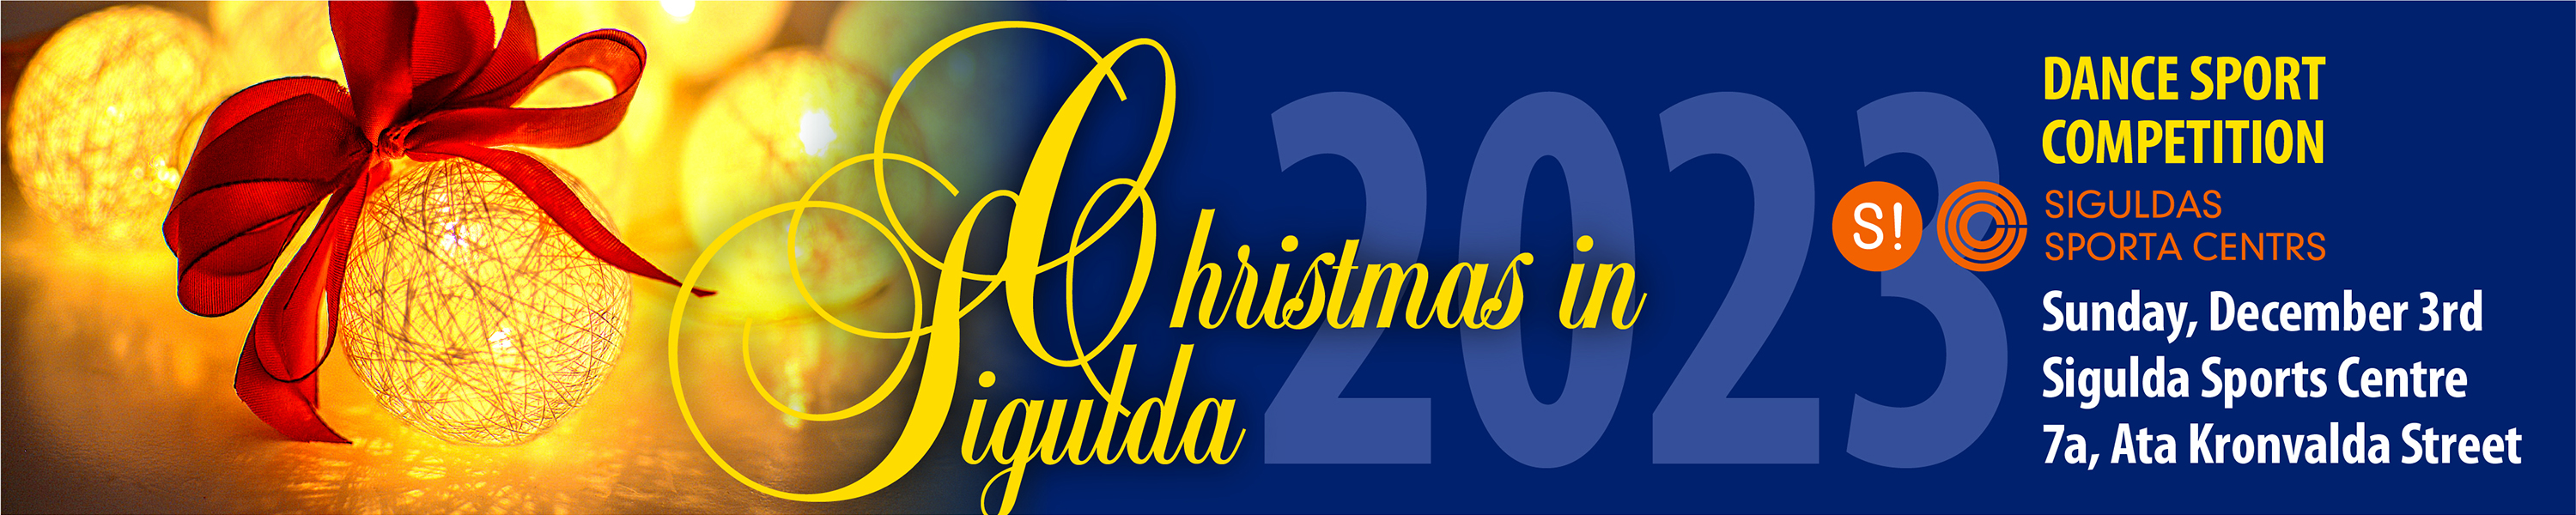 Christmas in
Sigulda
2023
DANCE SPORT
COMPETITION
S!
SIGULDAS
SPORTA CENTRS
Sunday, December 3rd
Sigulda Sports Centre
7a, Ata Kronvalda Street